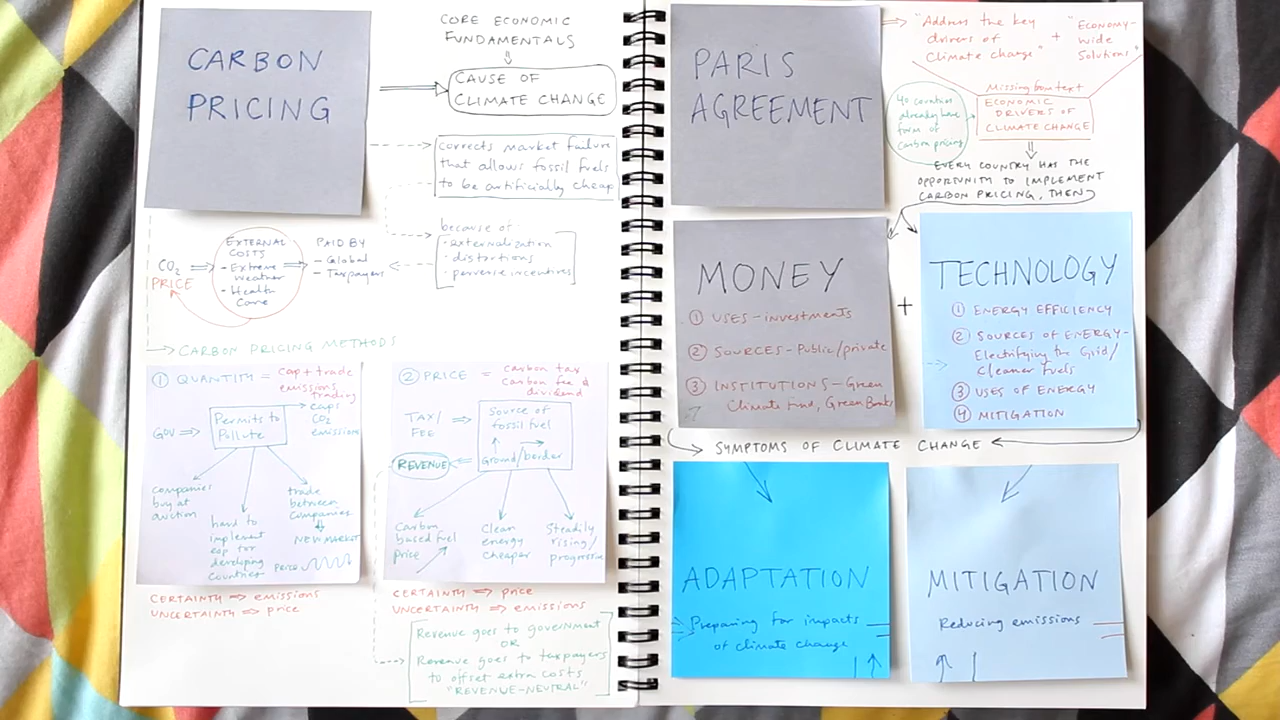 CARBON
PRICING
CORE ECONOMIC
FUNDAMENTALS
CAUSE OF
CLIMATE CHANGE
corrects market failure
that allows fossil fuels
to be artificially cheap
because of:
· externalization
· distortions
· perverse incentives
CO2
PRICE
EXTERNAL
COSTS
- Extreme
weather
- Health
Care
PAID BY
- Global
- Taxpayers
CARBON PRICING METHODS
① QUANTITY = cap + trade
emissions
trading
GOV
Permits to
Pollute
caps
CO2
emissions
companies
buy at
auction
hard to
implement
esp for
developing
countries
trade
between
companies
NEW MARKET
PRICE
CERTAINTY ⇒ emissions
UNCERTAINTY ⇒ price
② PRICE = carbon tax
Carbon fee &
dividend
TAX/
FEE
Source of
fossil fuel
Ground/border
REVENUE
Carbon
based fuel
price
Clean
energy
cheaper
Steadily
rising/
progressive
CERTAINTY ⇒ price
UNCERTAINTY ⇒ emissions
Revenue goes to government
OR
Revenue goes to taxpayers
to offset extra costs
"REVENUE-NEUTRAL"
PARIS
AGREEMENT
"Address the key
drivers of
Climate change"
+
"Economy-
wide
Solutions"
Missing from text
ECONOMIC
DRIVERS OF
CLIMATE CHANGE
40 countries
already have
form of
carbon pricing
EVERY COUNTRY HAS THE
OPPORTUNITY TO IMPLEMENT
CARBON PRICING, THEN
MONEY
① USES - investments
② SOURCES - Public/private
③ INSTITUTIONS - Green
Climate Fund, Green Banks
+
TECHNOLOGY
① ENERGY EFFICIENCY
② SOURCES OF ENERGY -
Electrifying the Grid/
Cleaner fuels
③ USES OF ENERGY
④ MITIGATION
SYMPTOMS OF CLIMATE CHANGE
ADAPTATION
Preparing for impacts
of climate change
MITIGATION
Reducing emissions